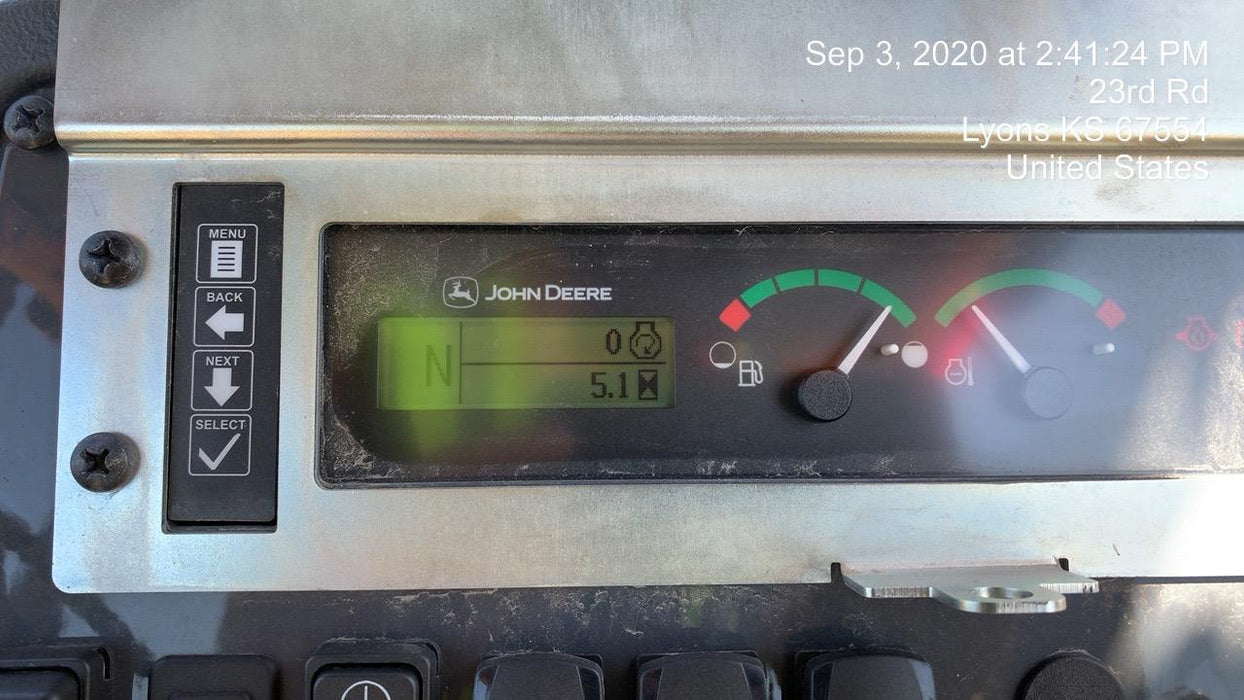 Sep 3, 2020 at 2:41:24 PM
23rd Rd
Lyons KS 67554
United States
MENU
BACK
NEXT
SELECT
JOHN DEERE
N
0
5.1